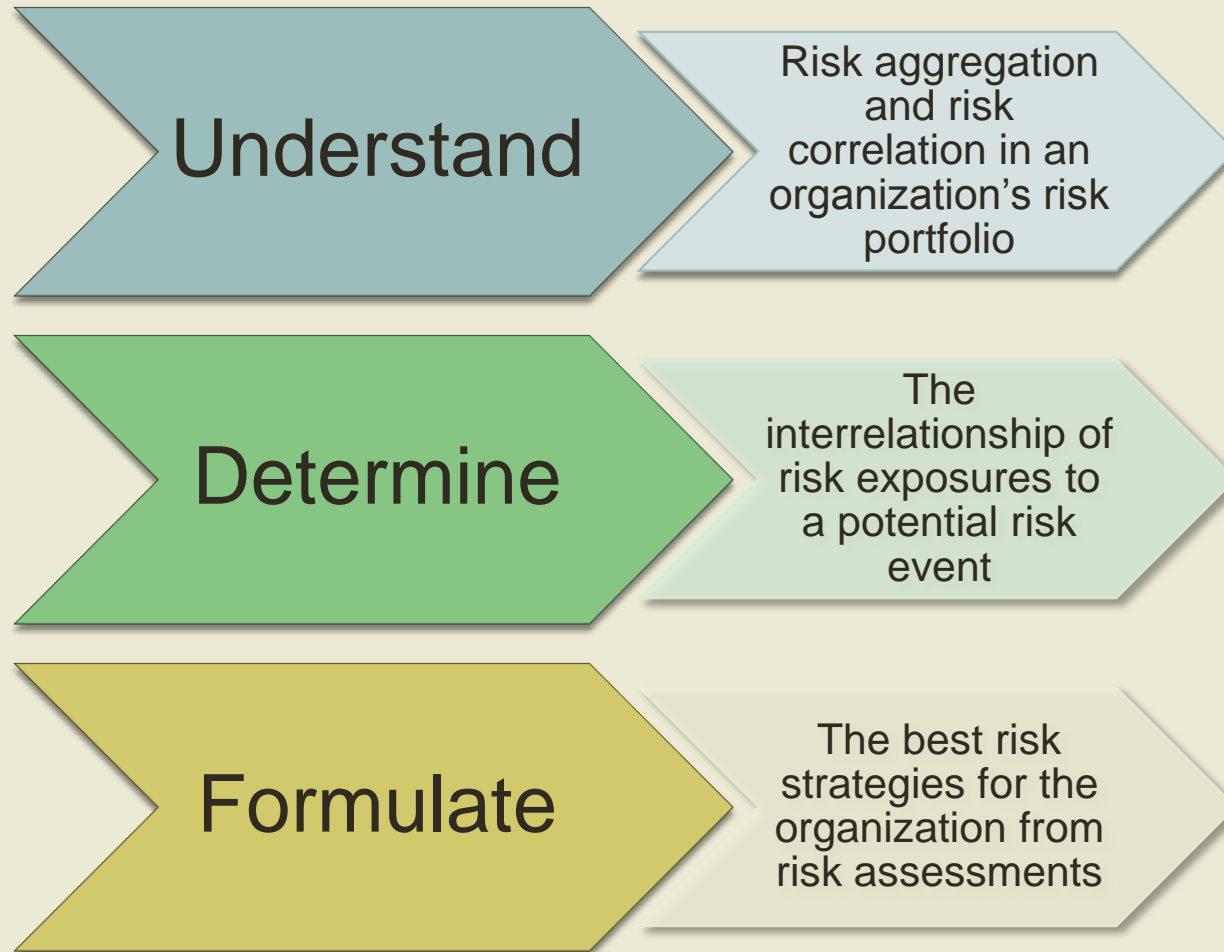 Understand
Risk aggregation
and risk
correlation in an
organization’s risk
portfolio
Determine
The
interrelationship of
risk exposures to
a potential risk
event
Formulate
The best risk
strategies for the
organization from
risk assessments